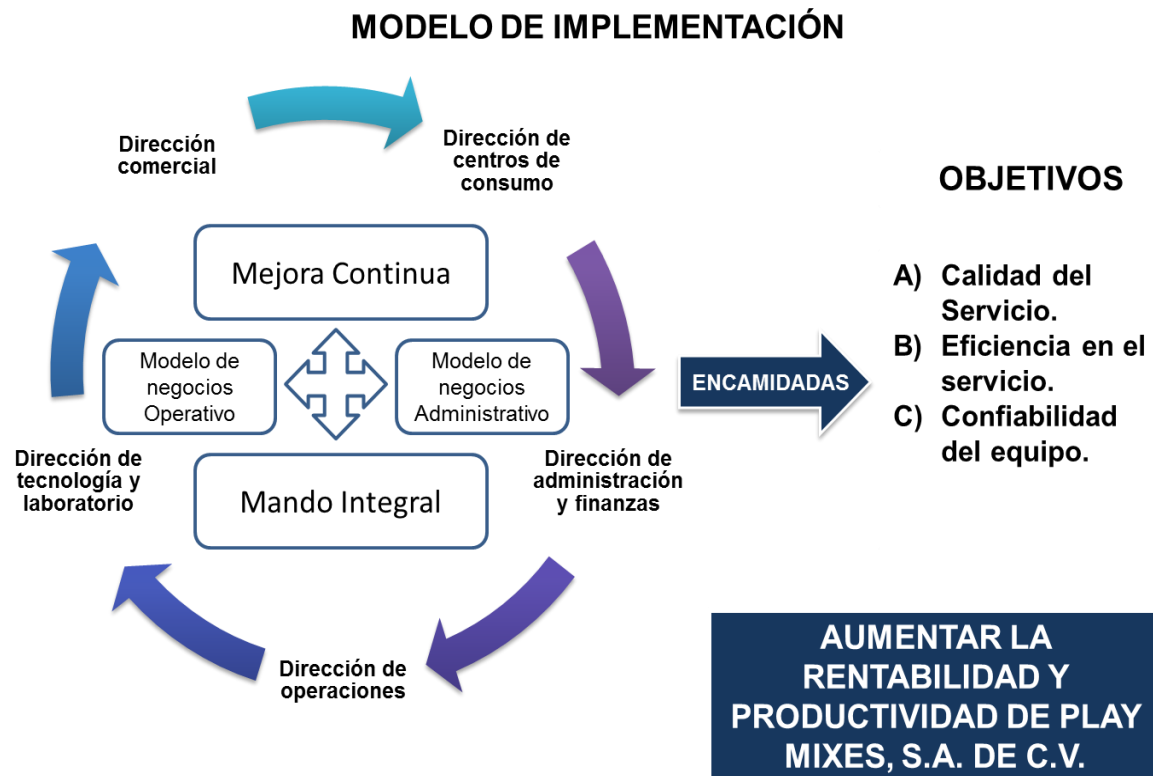 MODELO DE IMPLEMENTACIÓN
Dirección
comercial
Dirección de
centros de
consumo
OBJETIVOS
Mejora Continua
A) Calidad del
Servicio.
B) Eficiencia en el
servicio.
C) Confiabilidad
del equipo.
Modelo de
negocios
Operativo
Modelo de
negocios
Administrativo
ENCAMIDADAS
Dirección de
tecnología y
laboratorio
Mando Integral
Dirección de
administración
y finanzas
Dirección de
operaciones
AUMENTAR LA
RENTABILIDAD Y
PRODUCTIVIDAD DE PLAY
MIXES, S.A. DE C.V.